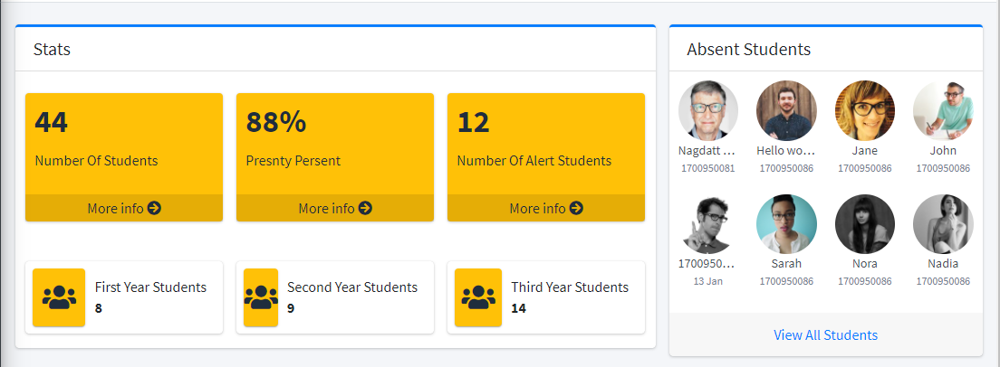 Stats
44
Number Of Students
More info
88%
Presnty Persent
More info
12
Number Of Alert Students
More info
First Year Students
8
Second Year Students
9
Third Year Students
14
Absent Students
Nagdatt ...
1700950081
Hello wo...
1700950086
Jane
1700950086
John
1700950086
1700950...
13 Jan
Sarah
1700950086
Nora
1700950086
Nadia
1700950086
View All Students